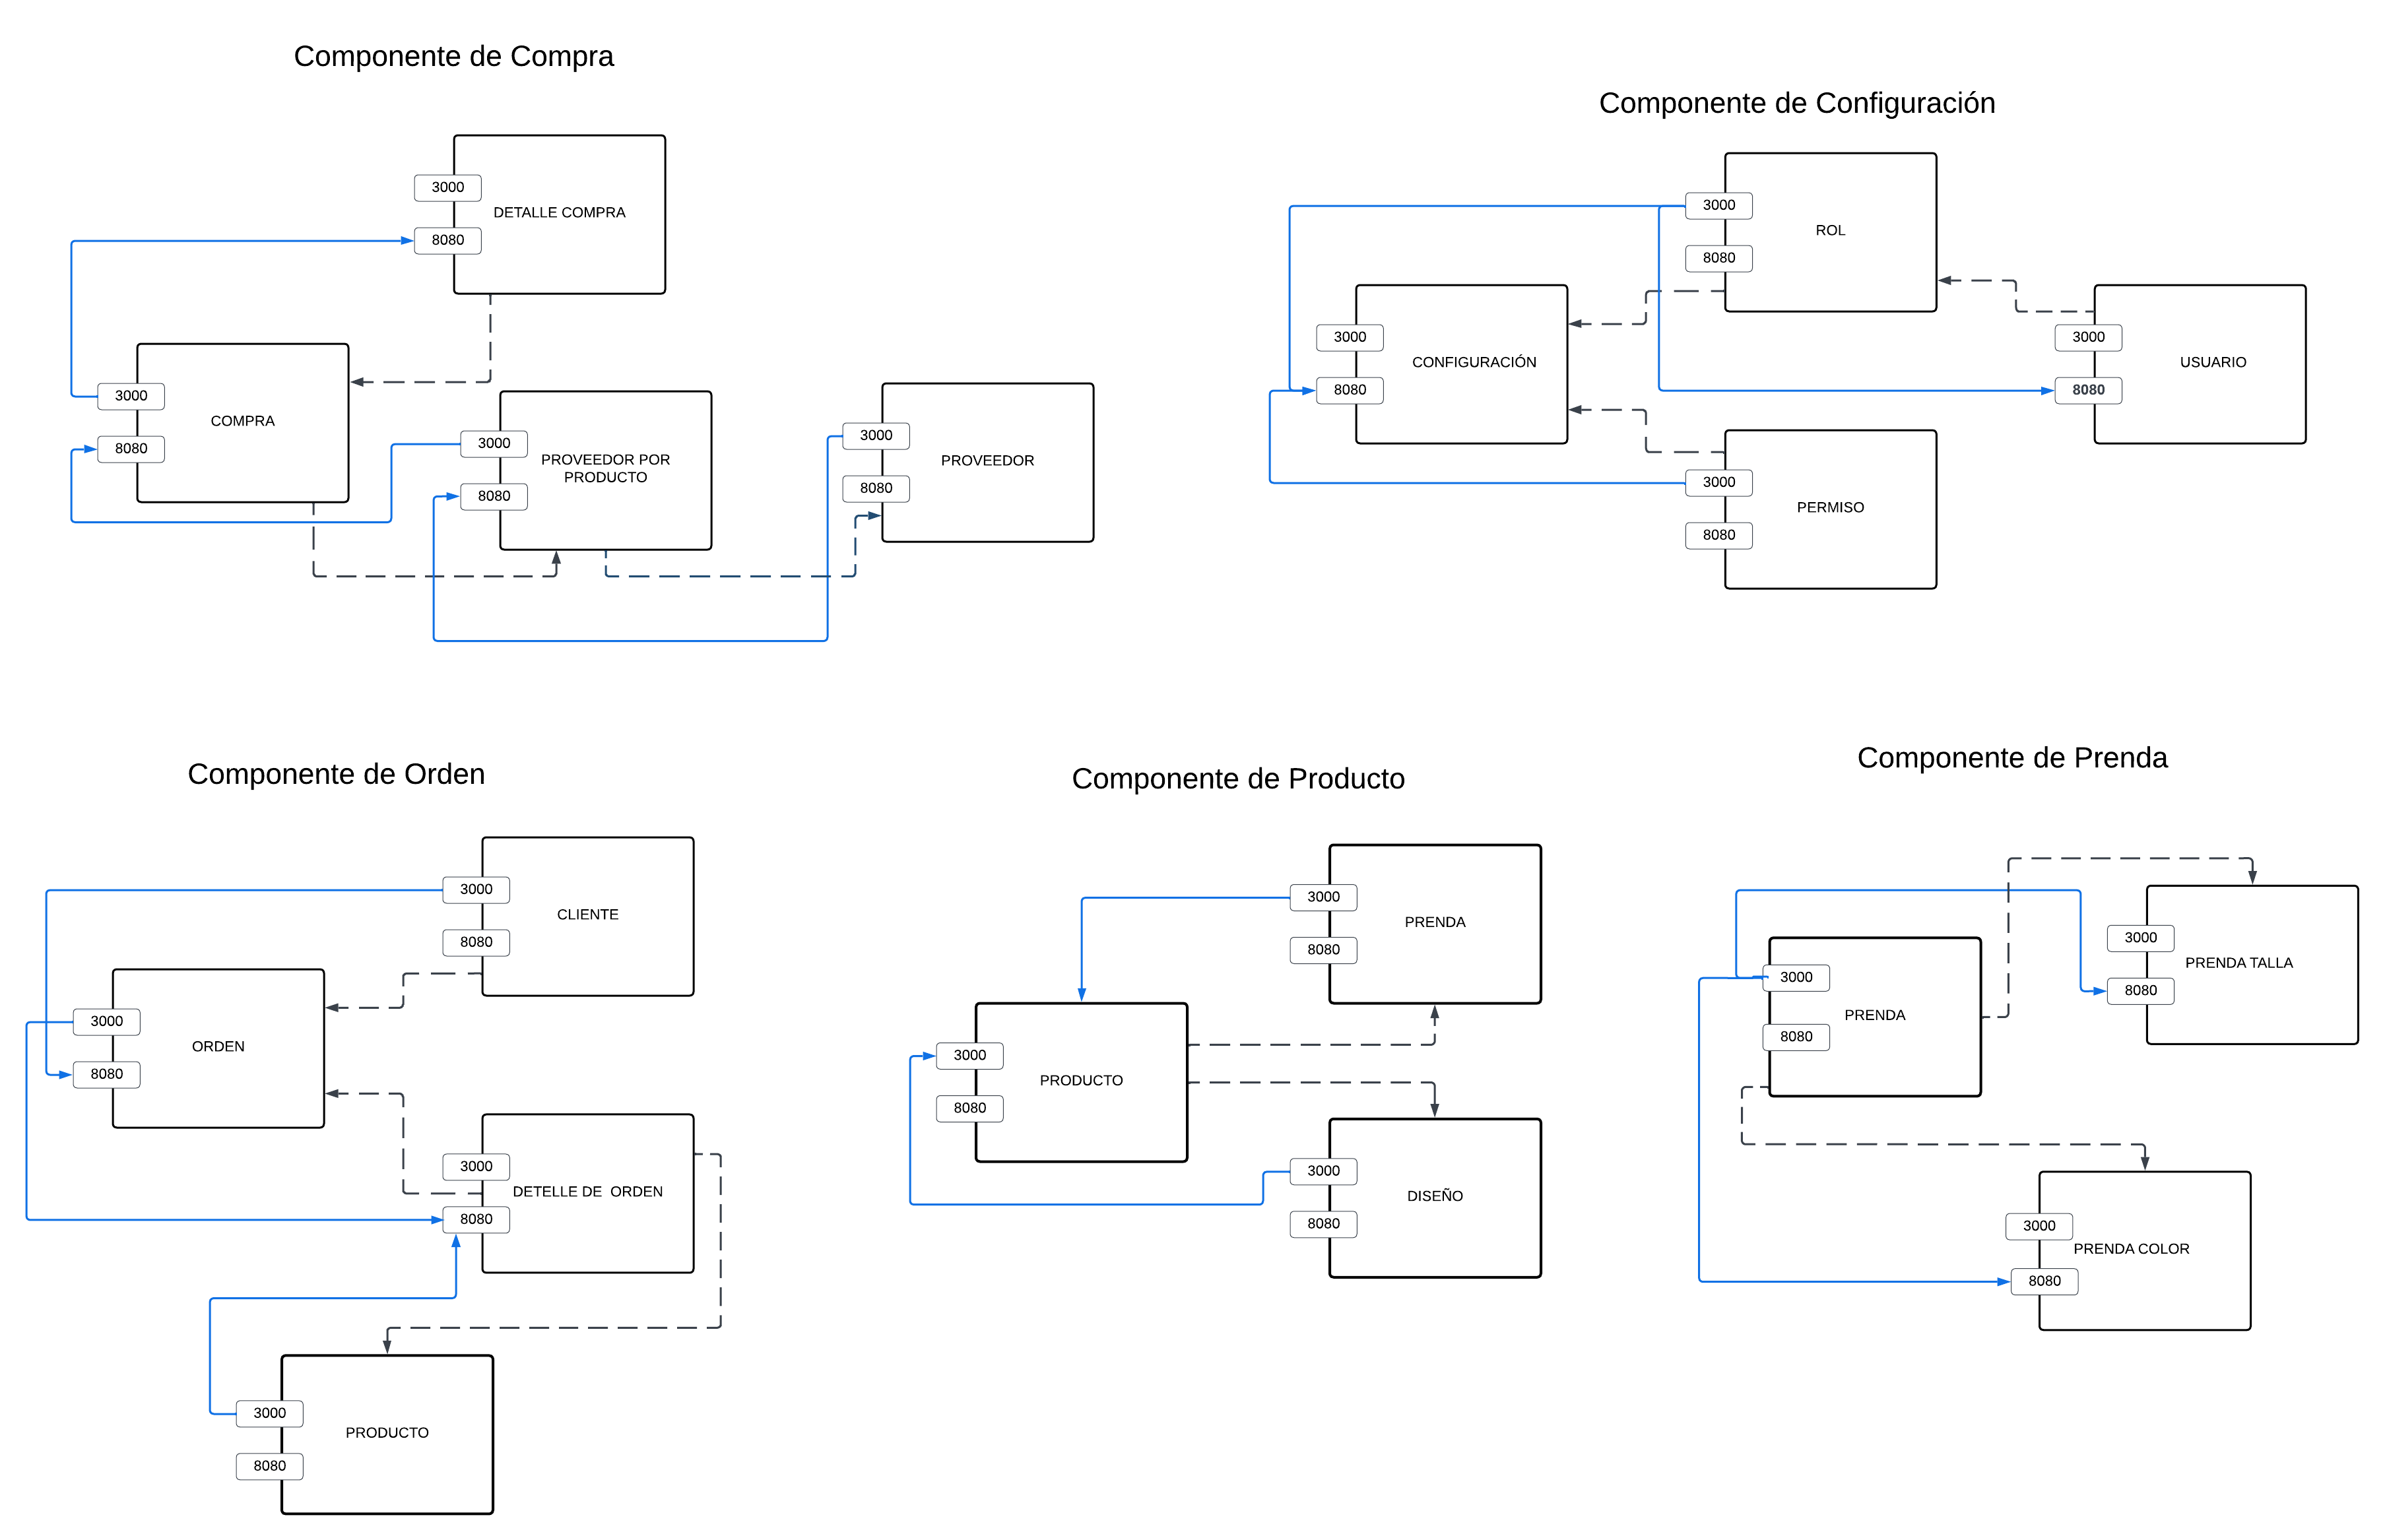 Componente de Compra
3000
DETALLE COMPRA
8080
3000
COMPRA
8080
3000
PROVEEDOR POR
PRODUCTO
8080
3000
PROVEEDOR
8080
Componente de Configuración
3000
ROL
8080
3000
CONFIGURACIÓN
8080
3000
USUARIO
8080
3000
PERMISO
8080
Componente de Orden
3000
CLIENTE
8080
3000
ORDEN
8080
3000
DETELLE DE  ORDEN
8080
3000
PRODUCTO
8080
Componente de Producto
3000
PRENDA
8080
3000
PRODUCTO
8080
3000
DISEÑO
8080
Componente de Prenda
3000
PRENDA TALLA
8080
3000
PRENDA
8080
3000
PRENDA COLOR
8080